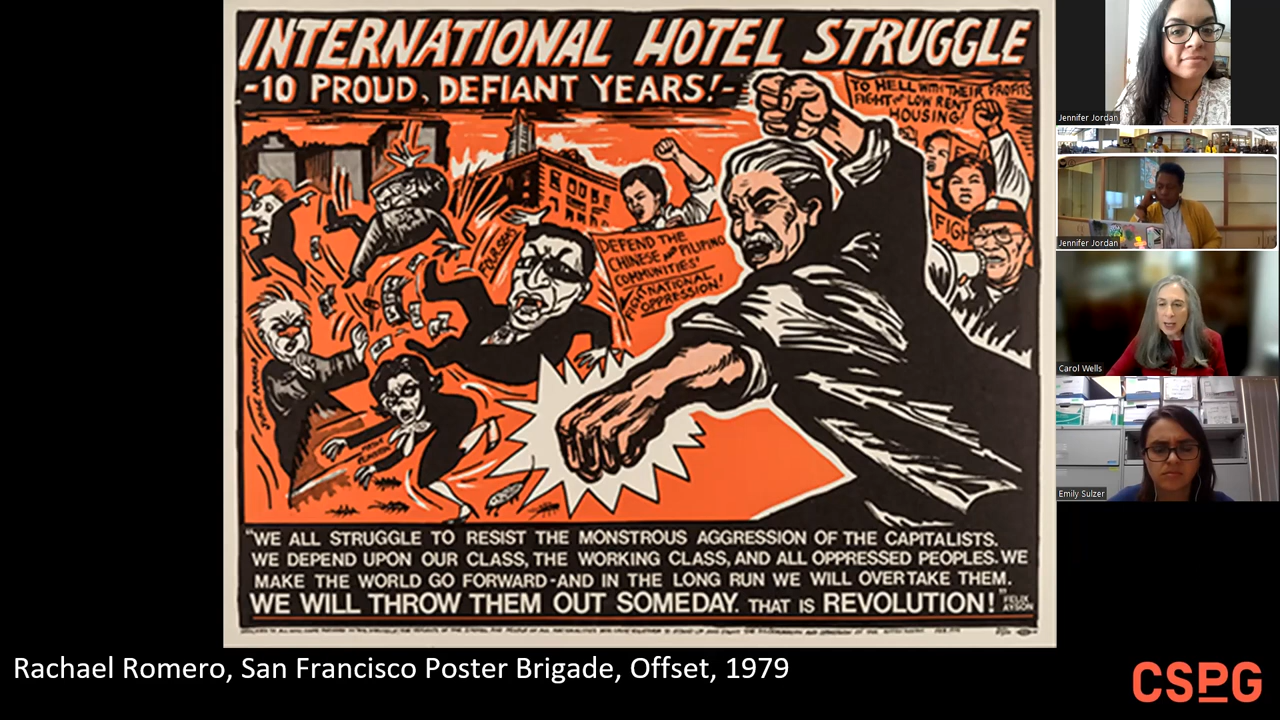 INTERNATIONAL HOTEL STRUGGLE
-10 PROUD, DEFIANT YEARS!-
TO HELL WITH THEIR PROFITS
FIGHT FOR LOW RENT
HOUSING!
FIGHT
FOUR SEAS
DEFEND THE
CHINESE AND PILIPINO
COMMUNITIES'
FIGHT NATIONAL
OPPRESSION!
"WE ALL STRUGGLE TO RESIST THE MONSTROUS AGGRESSION OF THE CAPITALISTS.
WE DEPEND UPON OUR CLASS, THE WORKING CLASS, AND ALL OPPRESSED PEOPLES. WE
MAKE THE WORLD GO FORWARD-AND IN THE LONG RUN WE WILL OVERTAKE THEM.
WE WILL THROW THEM OUT SOMEDAY. THAT IS REVOLUTION!"
FELIX
AYSON
Rachael Romero, San Francisco Poster Brigade, Offset, 1979
CSPG
Jennifer Jordan
Jennifer Jordan
Carol Wells
Emily Sulzer